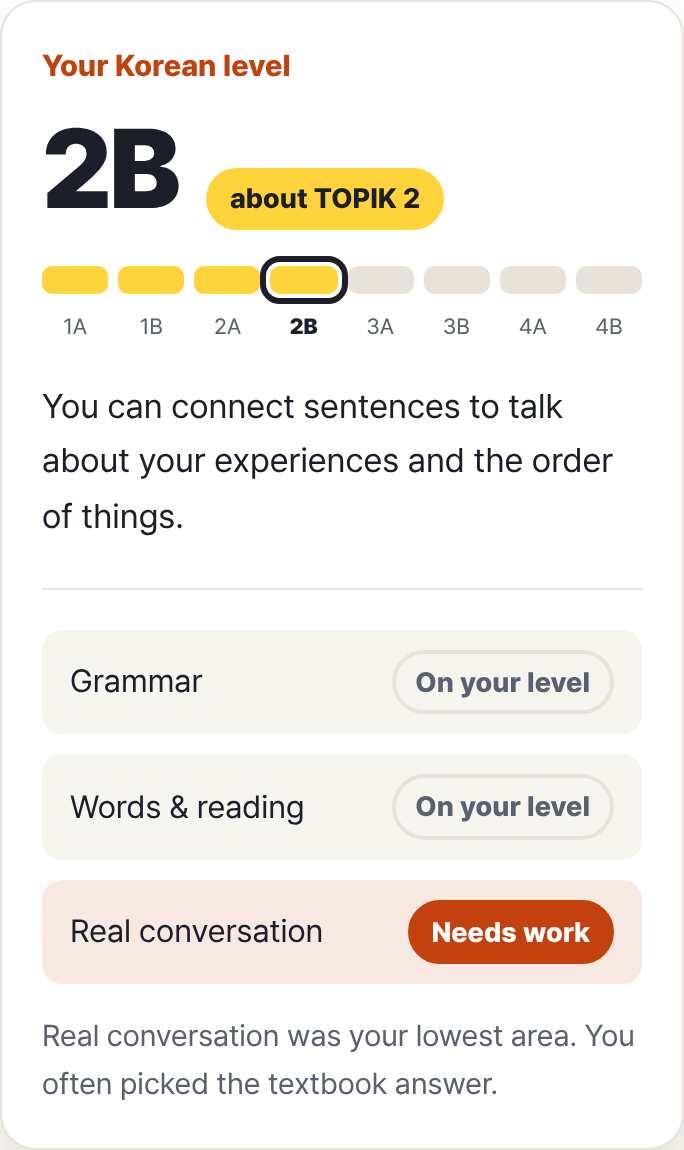 Your Korean level
2B
about TOPIK 2
1A 1B 2A 2B 3A 3B 4A 4B
You can connect sentences to talk
about your experiences and the order
of things.
Grammar
On your level
Words & reading
On your level
Real conversation
Needs work
Real conversation was your lowest area. You
often picked the textbook answer.